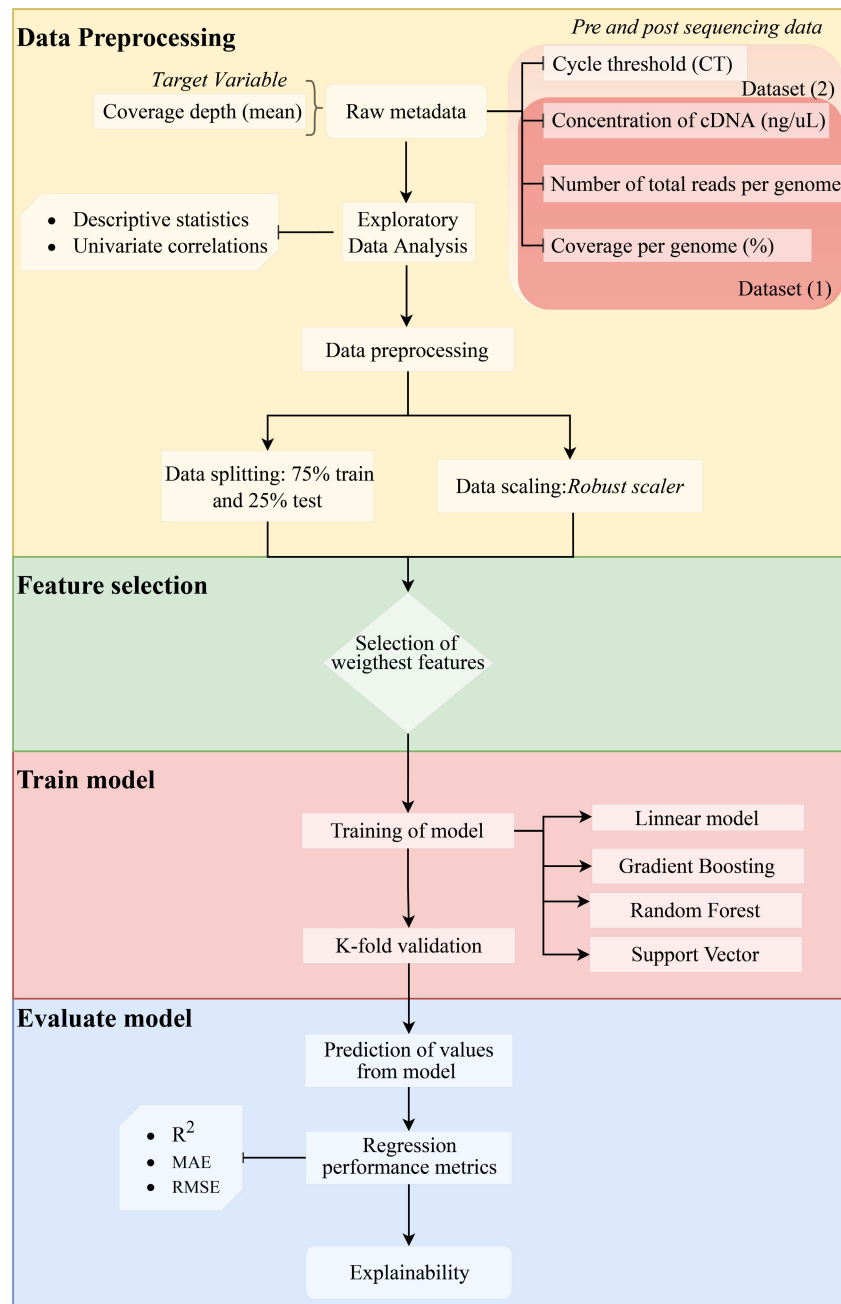 Data Preprocessing
Pre and post sequencing data
Target Variable
Coverage depth (mean)
Raw metadata
Cycle threshold (CT)
Dataset (2)
Concentration of cDNA (ng/uL)
Number of total reads per genome
Coverage per genome (%)
Dataset (1)
• Descriptive statistics
• Univariate correlations
Exploratory
Data Analysis
Data preprocessing
Data splitting: 75% train
and 25% test
Data scaling:Robust scaler
Feature selection
Selection of
weigthest features
Train model
Training of model
Linnear model
Gradient Boosting
Random Forest
Support Vector
K-fold validation
Evaluate model
Prediction of values
from model
• R²
• MAE
• RMSE
Regression
performance metrics
Explainability